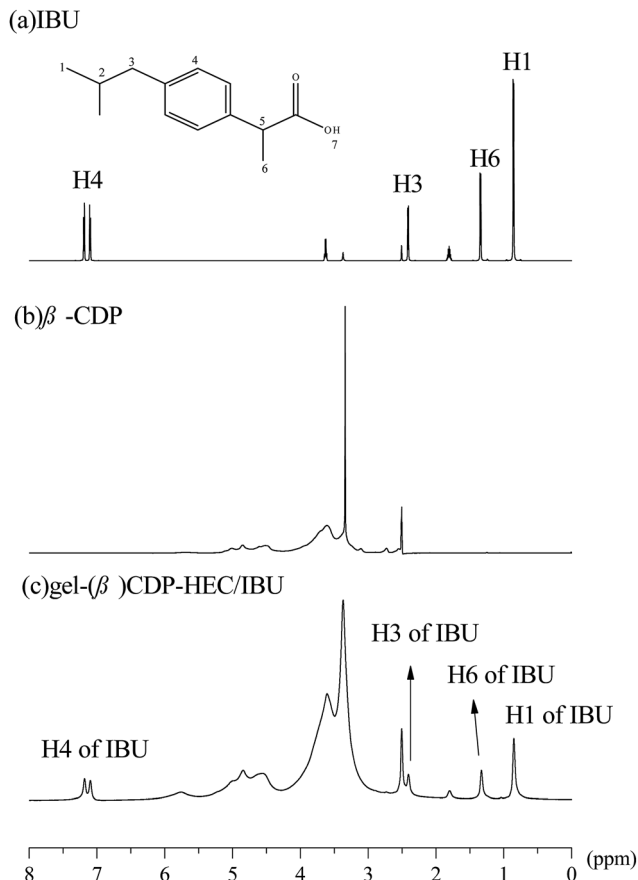 (a)IBU
H1
1
2
3
4
O
H6
H4
5
OH
H3
6
7
(b)β -CDP
(c)gel-(β )CDP-HEC/IBU
H3 of IBU
H6 of IBU
H1 of IBU
H4 of IBU
8 7 6 5 4 3 2 1 0 (ppm)